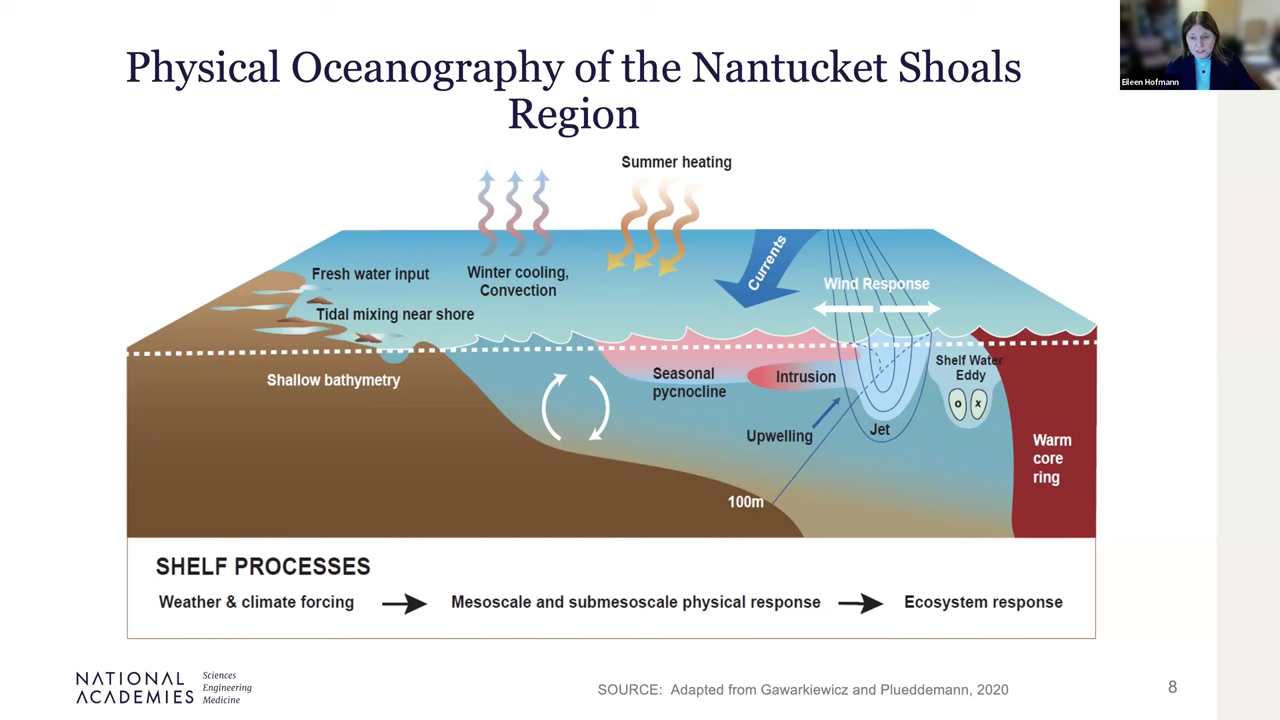 Physical Oceanography of the Nantucket Shoals
Region
Eileen Hofmann
Summer heating
Fresh water input
Winter cooling,
Convection
Currents
Wind Response
Tidal mixing near shore
Shallow bathymetry
Seasonal
pycnocline
Intrusion
Shelf Water
Eddy
o x
Upwelling
Jet
Warm
core
ring
100m
SHELF PROCESSES
Weather & climate forcing
Mesoscale and submesoscale physical response
Ecosystem response
NATIONAL
ACADEMIES
Sciences
Engineering
Medicine
SOURCE: Adapted from Gawarkiewicz and Plueddemann, 2020
8